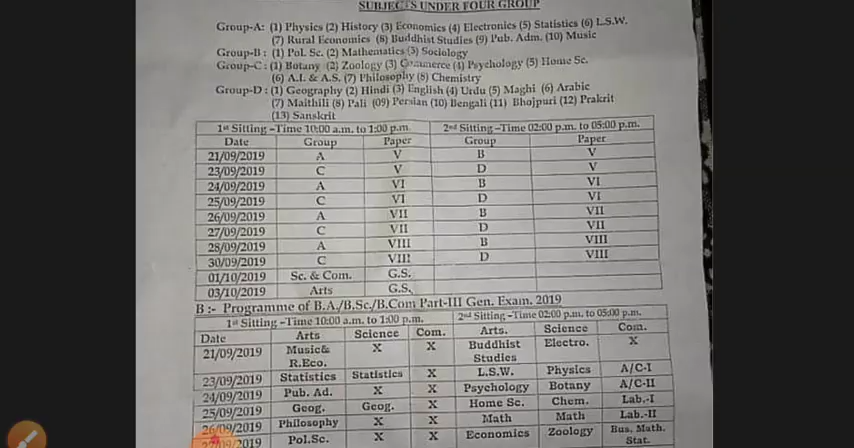 SUBJECTS UNDER FOUR GROUP
Group-A: (1) Physics (2) History (3) Economics (4) Electronics (5) Statistics (6) L.S.W.
(7) Rural Economics (8) Buddhist Studies (9) Pub. Adm. (10) Music
Group-B : (1) Pol. Sc. (2) Mathematics (3) Sociology
Group-C : (1) Botany (2) Zoology (3) Commerce (4) Psychology (5) Home Sc.
(6) A.I. & A.S. (7) Philosophy (8) Chemistry
Group-D : (1) Geography (2) Hindi (3) English (4) Urdu (5) Maghi (6) Arabic
(7) Maithili (8) Pali (09) Persian (10) Bengali (11) Bhojpuri (12) Prakrit
(13) Sanskrit
1st Sitting –Time 10:00 a.m. to 1:00 p.m. 2nd Sitting –Time 02:00 p.m. to 05:00 p.m.
Date Group Paper Group Paper
21/09/2019 A V B V
23/09/2019 C V D V
24/09/2019 A VI B VI
25/09/2019 C VI D VI
26/09/2019 A VII B VII
27/09/2019 C VII D VII
28/09/2019 A VIII B VIII
30/09/2019 C VIII D VIII
01/10/2019 Sc. & Com. G.S.
03/10/2019 Arts G.S.
B :- Programme of B.A./B.Sc./B.Com Part-III Gen. Exam. 2019
1st Sitting –Time 10:00 a.m. to 1:00 p.m. 2nd Sitting –Time 02:00 p.m. to 05:00 p.m.
Date Arts Science Com. Arts. Science Com.
21/09/2019 Music& X X Buddhist Electro. X
R.Eco. Studies
23/09/2019 Statistics Statistics X L.S.W. Physics A/C-I
24/09/2019 Pub. Ad. X X Psychology Botany A/C-II
25/09/2019 Geog. Geog. X Home Sc. Chem. Lab.-I
26/09/2019 Philosophy X X Math Math Lab.-II
27/09/2019 Pol.Sc. X X Economics Zoology Bus. Math.
Stat.